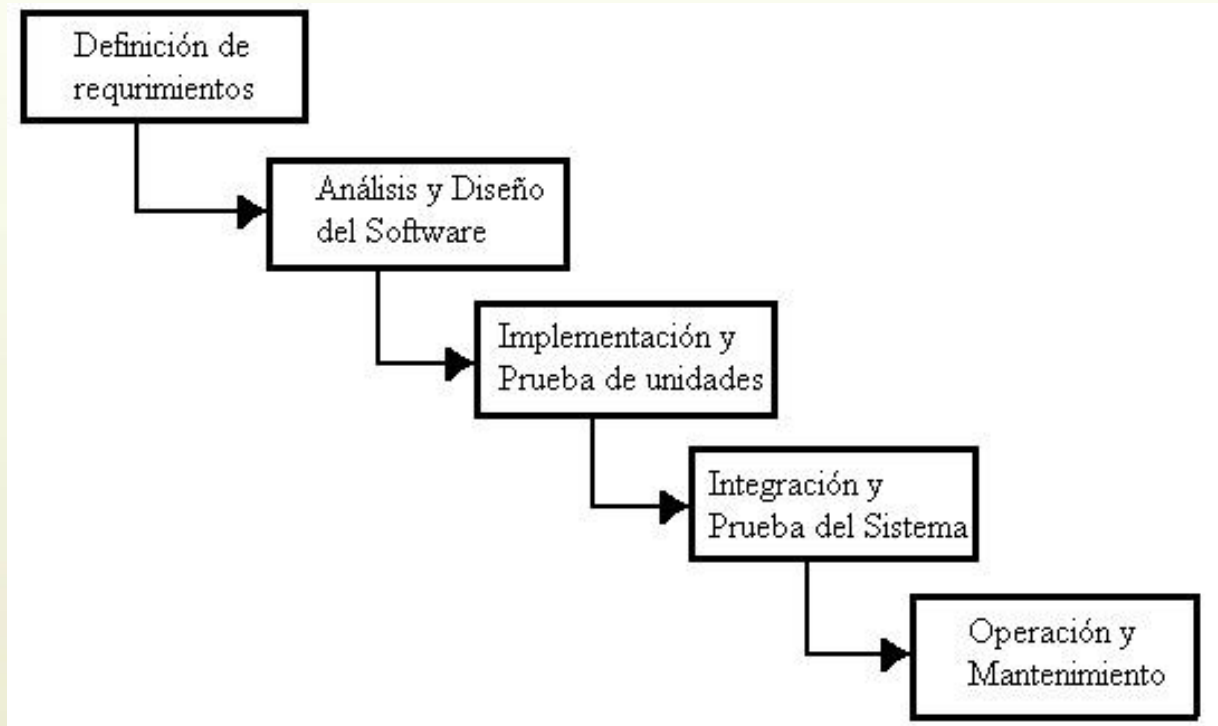 Definición de
requrimientos
Análisis y Diseño
del Software
Implementación y
Prueba de unidades
Integración y
Prueba del Sistema
Operación y
Mantenimiento